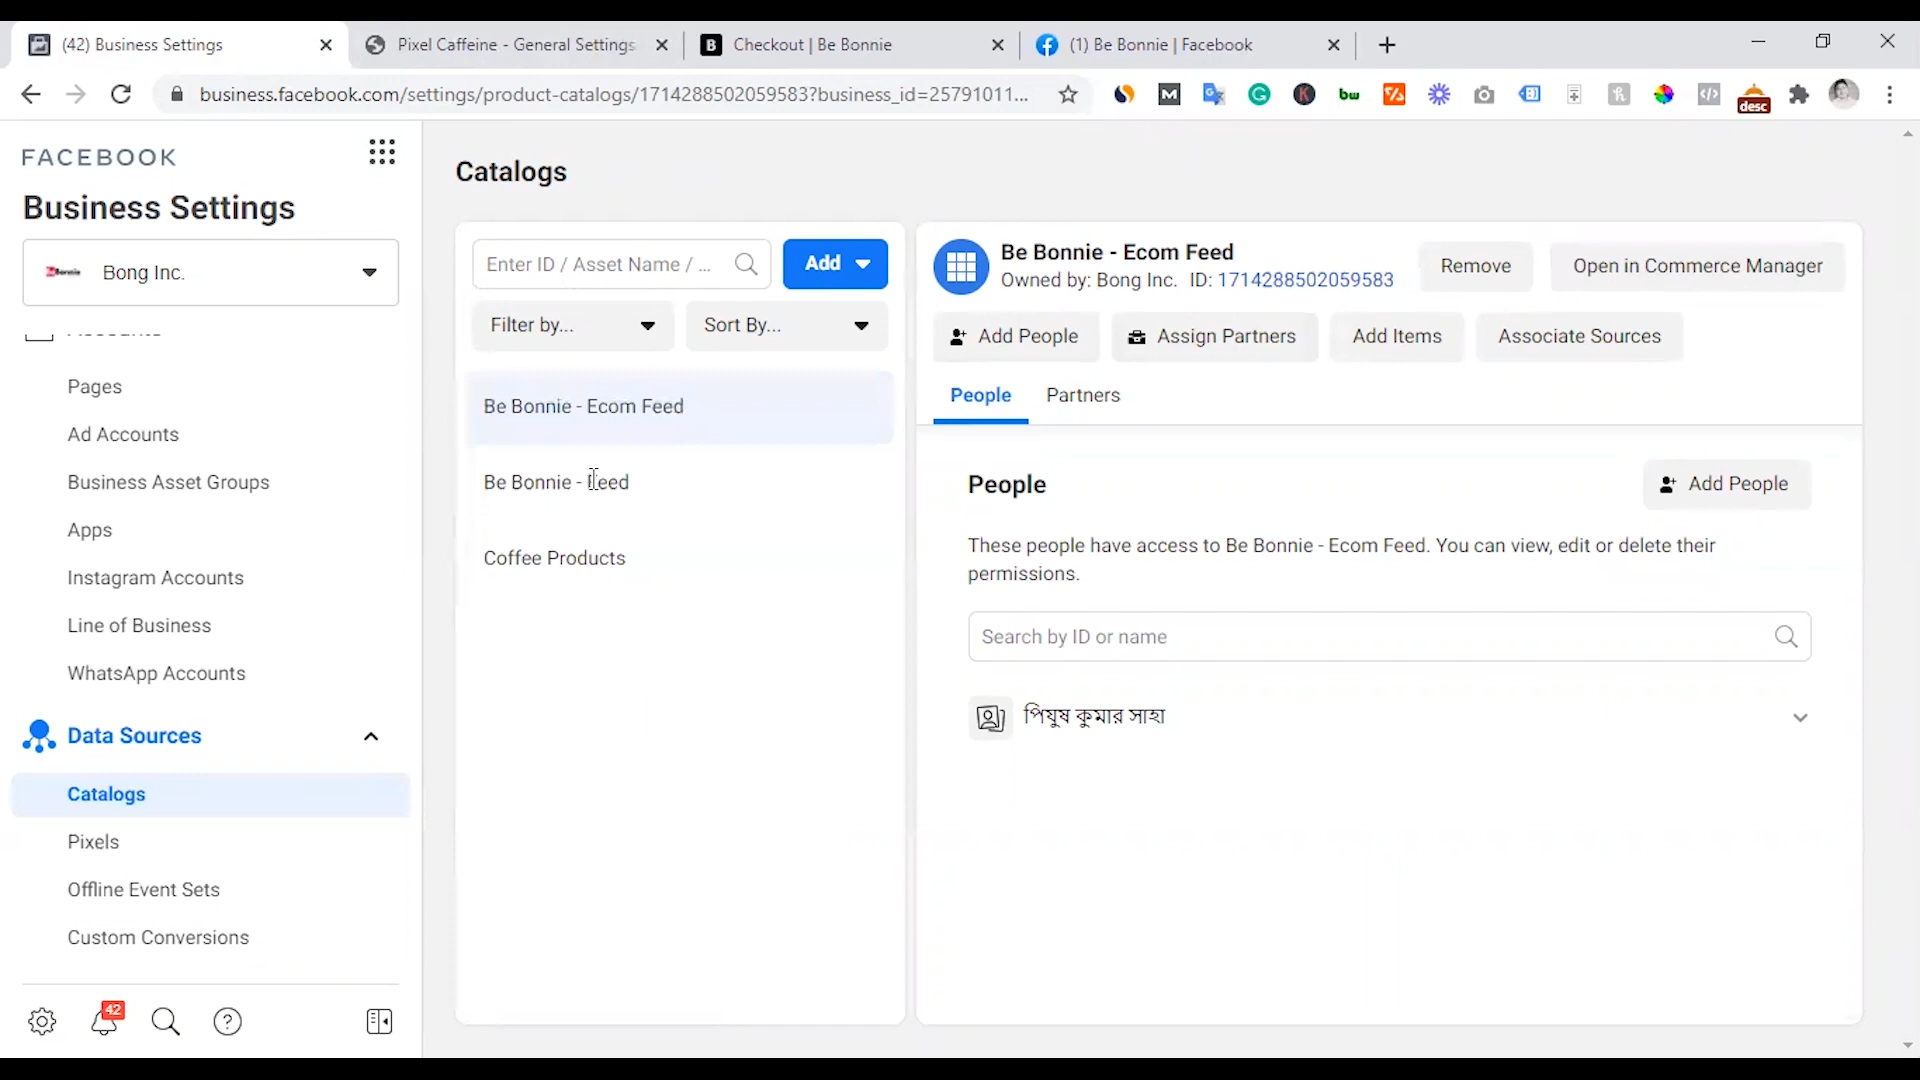 (42) Business Settings
Pixel Caffeine - General Settings
Checkout | Be Bonnie
(1) Be Bonnie | Facebook
business.facebook.com/settings/product-catalogs/1714288502059583?business_id=25791011...
desc
FACEBOOK
Business Settings
Bong Inc.
Accounts
Pages
Ad Accounts
Business Asset Groups
Apps
Instagram Accounts
Line of Business
WhatsApp Accounts
Data Sources
Catalogs
Pixels
Offline Event Sets
Custom Conversions
42
Catalogs
Enter ID / Asset Name / ...
Add
Filter by...
Sort By...
Be Bonnie - Ecom Feed
Be Bonnie - Feed
Coffee Products
Be Bonnie - Ecom Feed
Owned by: Bong Inc. ID: 1714288502059583
Remove
Open in Commerce Manager
Add People
Assign Partners
Add Items
Associate Sources
People
Partners
People
Add People
These people have access to Be Bonnie - Ecom Feed. You can view, edit or delete their
permissions.
Search by ID or name
পিযুষ কুমার সাহা